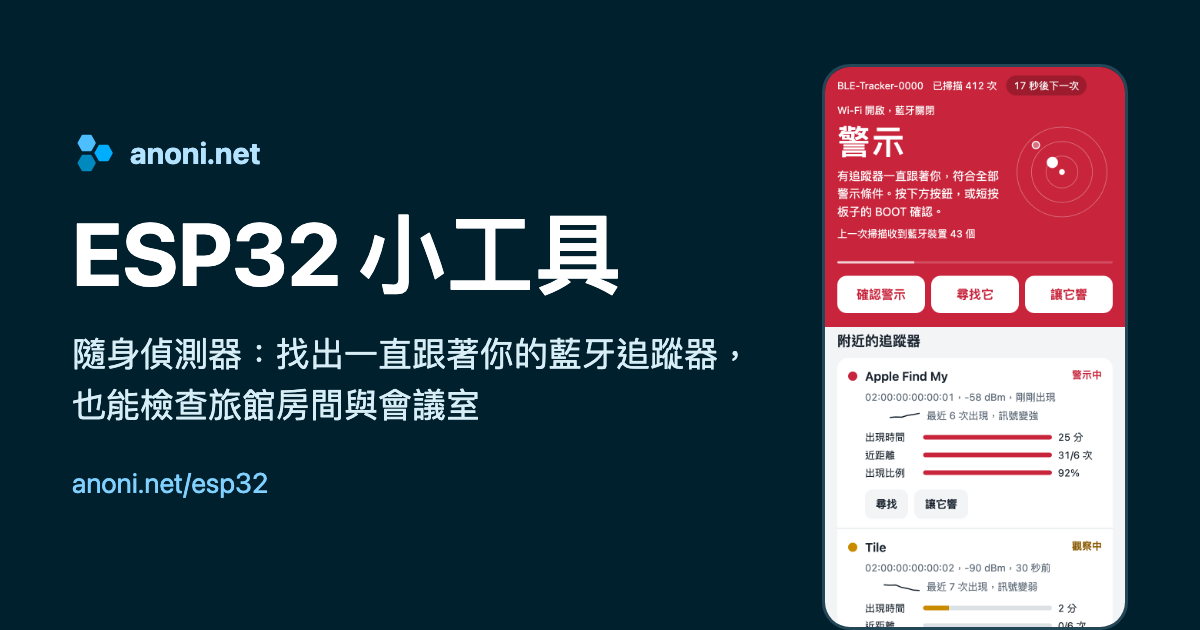 anoni.net
ESP32 小工具
隨身偵測器：找出一直跟著你的藍牙追蹤器，
也能檢查旅館房間與會議室
anoni.net/esp32
BLE-Tracker-0000 已掃描 412 次 17 秒後下一次
Wi-Fi 開啟，藍牙關閉
警示
有追蹤器一直跟著你，符合全部
警示條件。按下方按鈕，或短按
板子的 BOOT 確認。
上一次掃描收到藍牙裝置 43 個
確認警示 尋找它 讓它響
附近的追蹤器
Apple Find My 警示中
02:00:00:00:00:01，-58 dBm，剛剛出現
最近 6 次出現，訊號變強
出現時間 25 分
近距離 31/6 次
出現比例 92%
尋找 讓它響
Tile 觀察中
02:00:00:00:00:02，-90 dBm，30 秒前
最近 7 次出現，訊號變弱
出現時間 2 分
近距離 0/6 次